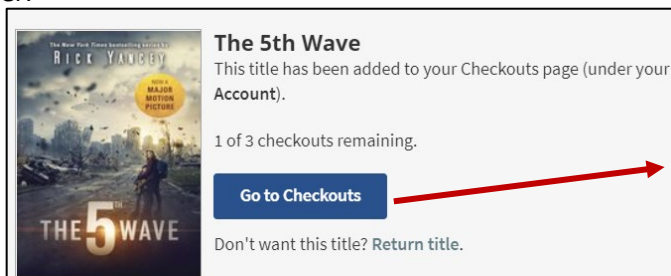 The New York Times bestselling series by
RICK YANCEY
NOW A
MAJOR
MOTION
PICTURE
THE 5TH WAVE
The 5th Wave
This title has been added to your Checkouts page (under your
Account).
1 of 3 checkouts remaining.
Go to Checkouts
Don't want this title? Return title.